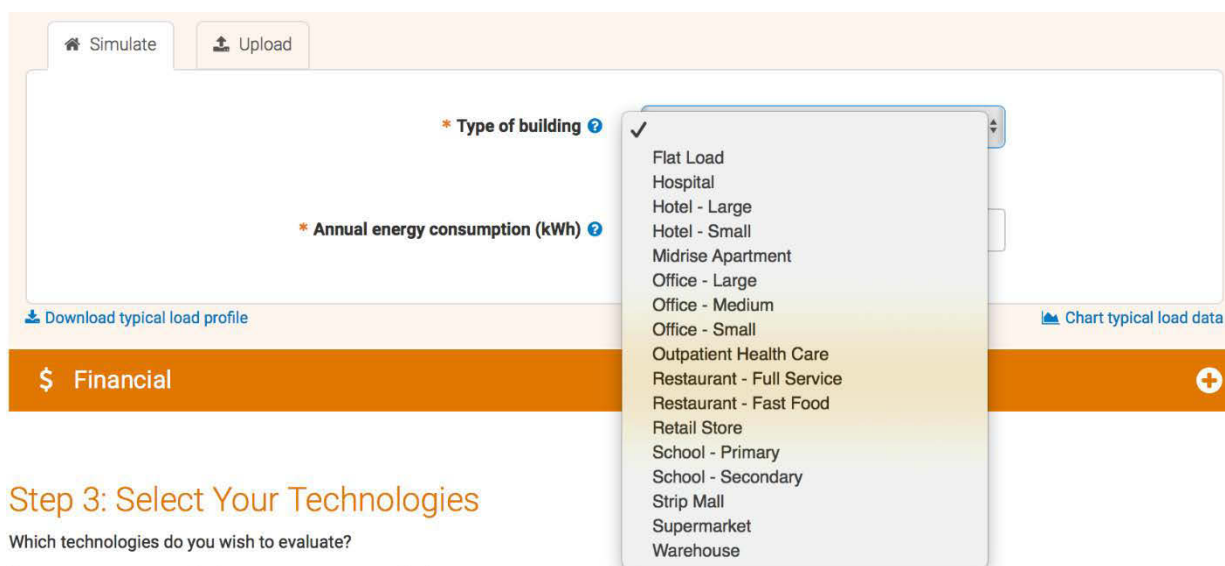 Simulate
Upload
* Type of building
* Annual energy consumption (kWh)
✓
Flat Load
Hospital
Hotel - Large
Hotel - Small
Midrise Apartment
Office - Large
Office - Medium
Office - Small
Outpatient Health Care
Restaurant - Full Service
Restaurant - Fast Food
Retail Store
School - Primary
School - Secondary
Strip Mall
Supermarket
Warehouse
Download typical load profile
Chart typical load data
$ Financial
Step 3: Select Your Technologies
Which technologies do you wish to evaluate?